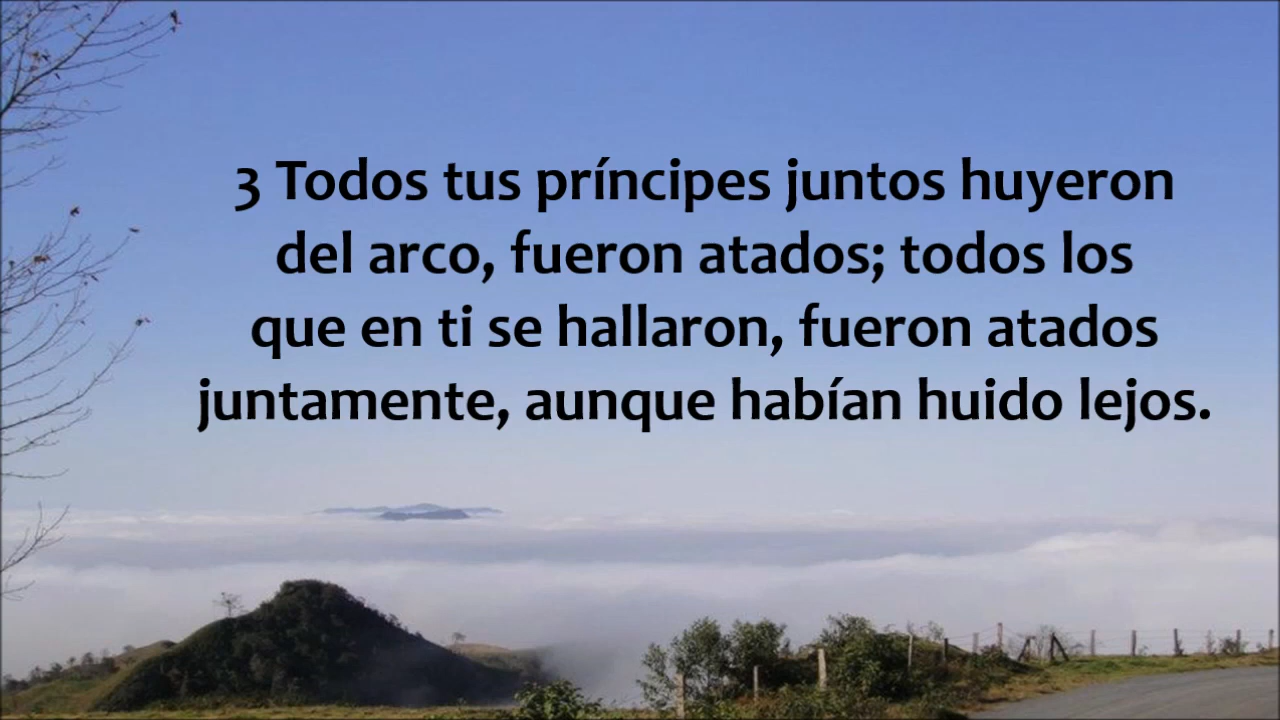 3 Todos tus príncipes juntos huyeron
del arco, fueron atados; todos los
que en ti se hallaron, fueron atados
juntamente, aunque habían huido lejos.